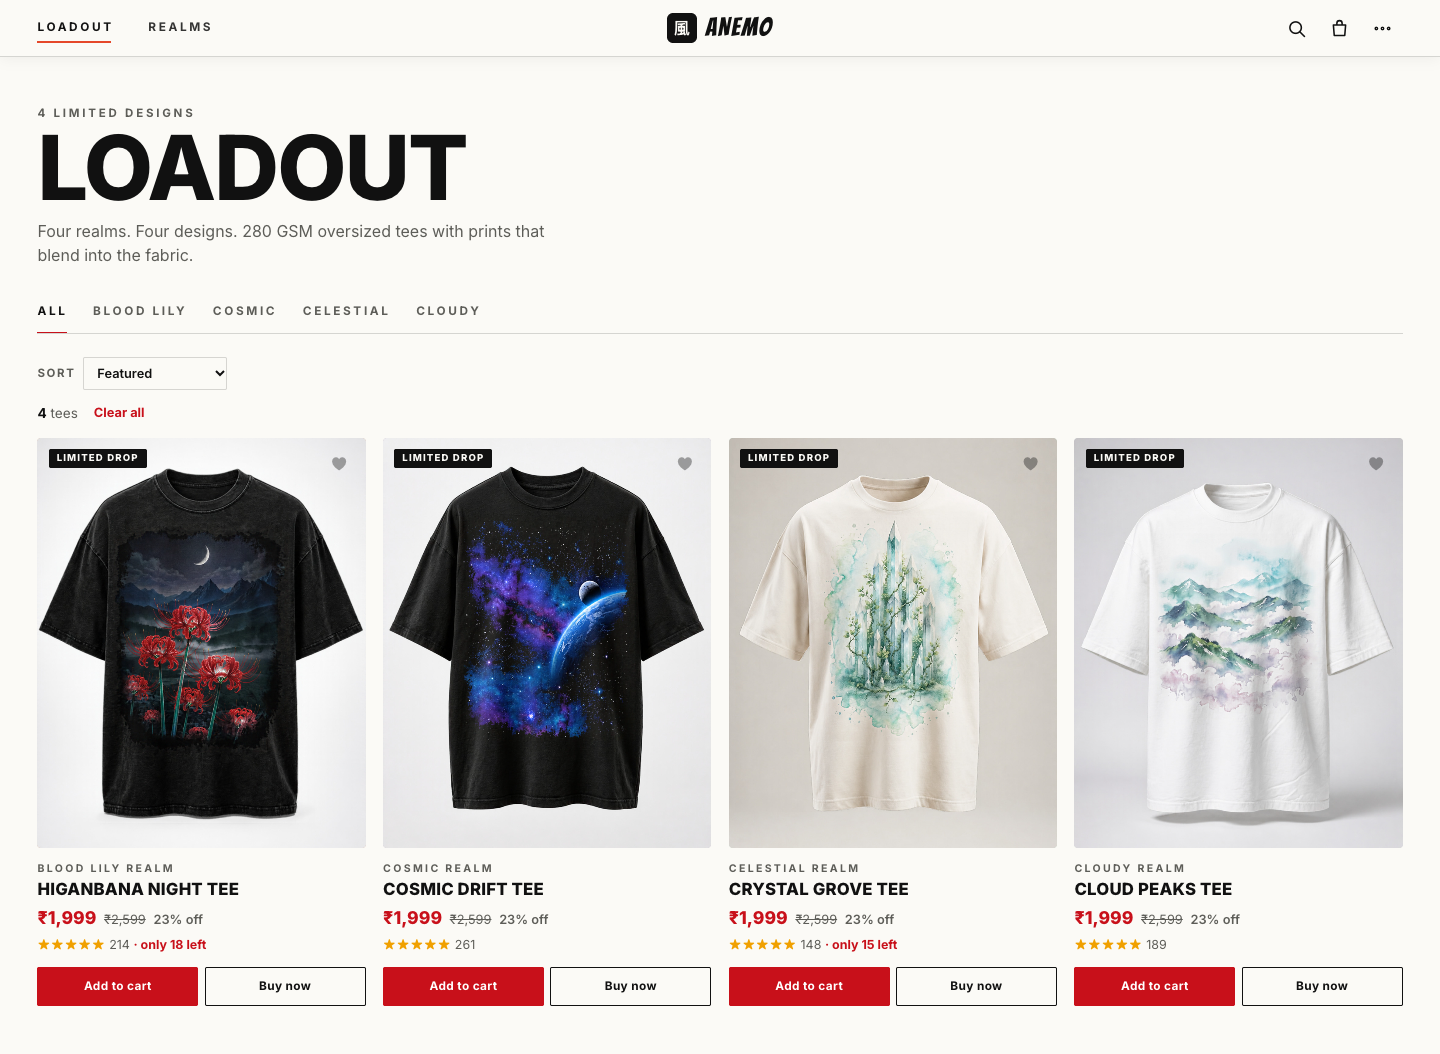 LOADOUT REALMS 風 ANEMO
4 LIMITED DESIGNS
LOADOUT
Four realms. Four designs. 280 GSM oversized tees with prints that
blend into the fabric.
ALL BLOOD LILY COSMIC CELESTIAL CLOUDY
SORT Featured
4 tees Clear all
LIMITED DROP LIMITED DROP LIMITED DROP LIMITED DROP
BLOOD LILY REALM
HIGANBANA NIGHT TEE
₹1,999 ₹2,599 23% off
★★★★★ 214 · only 18 left
Add to cart Buy now
COSMIC REALM
COSMIC DRIFT TEE
₹1,999 ₹2,599 23% off
★★★★★ 261
Add to cart Buy now
CELESTIAL REALM
CRYSTAL GROVE TEE
₹1,999 ₹2,599 23% off
★★★★★ 148 · only 15 left
Add to cart Buy now
CLOUDY REALM
CLOUD PEAKS TEE
₹1,999 ₹2,599 23% off
★★★★★ 189
Add to cart Buy now